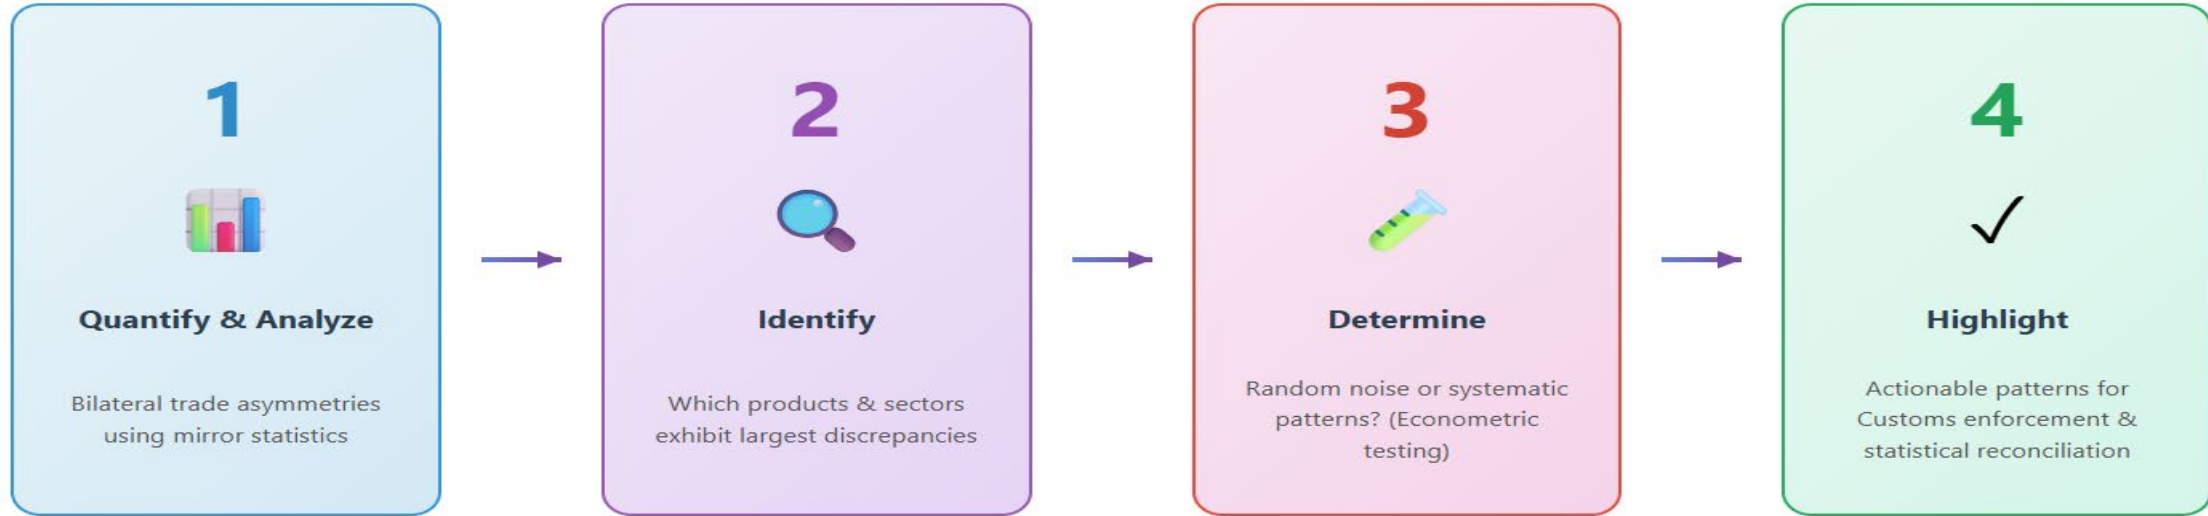 1
Quantify & Analyze
Bilateral trade asymmetries
using mirror statistics
2
Identify
Which products & sectors
exhibit largest discrepancies
3
Determine
Random noise or systematic
patterns? (Econometric
testing)
4
Highlight
Actionable patterns for
Customs enforcement &
statistical reconciliation